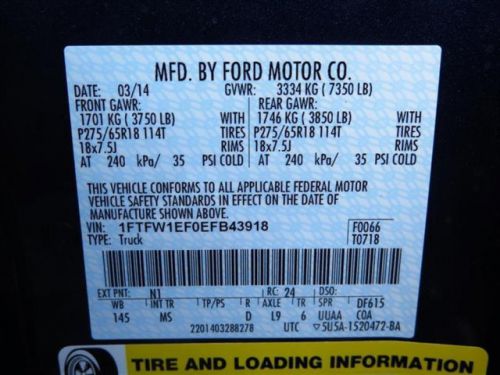 MFD. BY FORD MOTOR CO.
DATE: 03/14 GVWR: 3334 KG ( 7350 LB)
FRONT GAWR: REAR GAWR:
1701 KG ( 3750 LB) WITH 1746 KG ( 3850 LB) WITH
P275/65R18 114T TIRES P275/65R18 114T TIRES
18x7.5J RIMS 18x7.5J RIMS
AT 240 kPa/ 35 PSI COLD AT 240 kPa/ 35 PSI COLD
THIS VEHICLE CONFORMS TO ALL APPLICABLE FEDERAL MOTOR
VEHICLE SAFETY STANDARDS IN EFFECT ON THE DATE OF
MANUFACTURE SHOWN ABOVE.
VIN: 1FTFW1EF0EFB43918 F0066
TYPE: Truck T0718
EXT PNT: N1 RC: 24 DSO:
WB INT TR TP/PS R AXLE TR SPR DF615
145 MS D L9 6 UUAA COA
2201403288278 UTC 5U5A-1520472-BA
TIRE AND LOADING INFORMATION